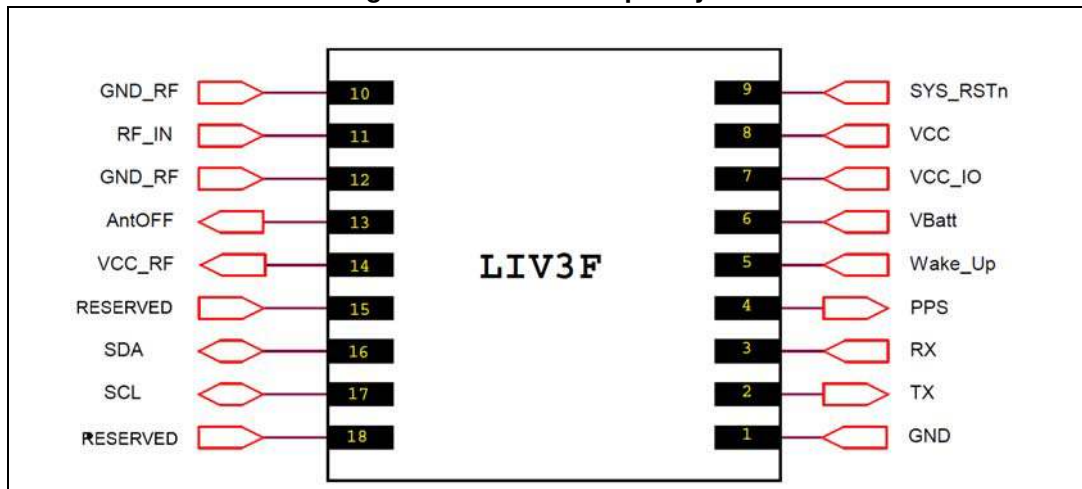 GND_RF 10 9 SYS_RSTn
RF_IN 11 8 VCC
GND_RF 12 7 VCC_IO
AntOFF 13 6 VBatt
VCC_RF 14 LIV3F 5 Wake_Up
RESERVED 15 4 PPS
SDA 16 3 RX
SCL 17 2 TX
RESERVED 18 1 GND